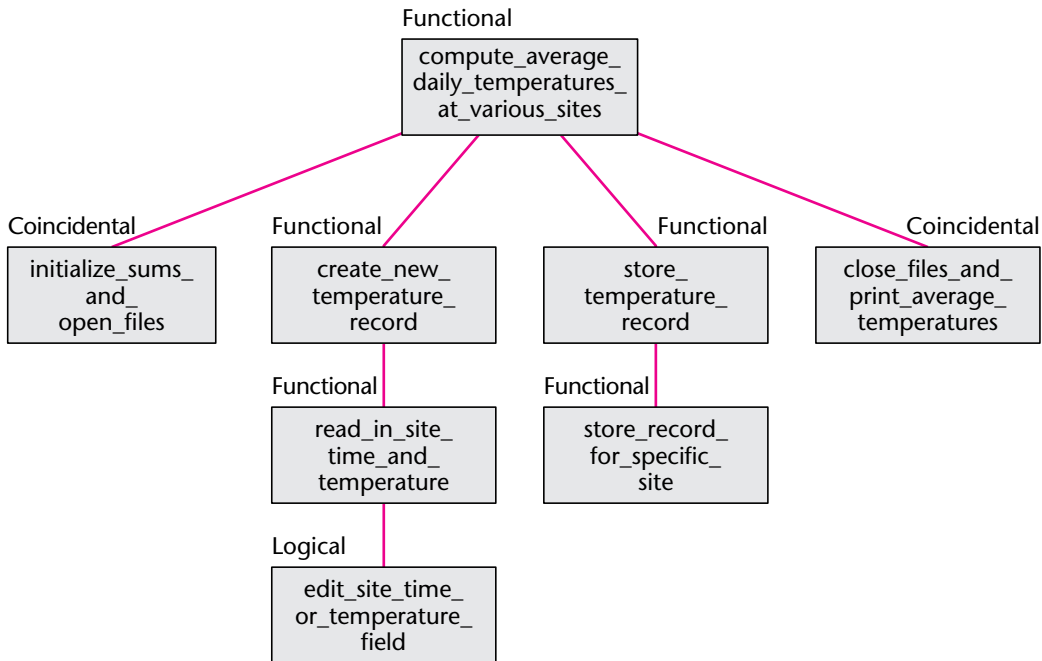 Functional
compute_average_
daily_temperatures_
at_various_sites
Coincidental
initialize_sums_
and_
open_files
Functional
create_new_
temperature_
record
Functional
store_
temperature_
record
Coincidental
close_files_and_
print_average_
temperatures
Functional
read_in_site_
time_and_
temperature
Functional
store_record_
for_specific_
site
Logical
edit_site_time_
or_temperature_
field